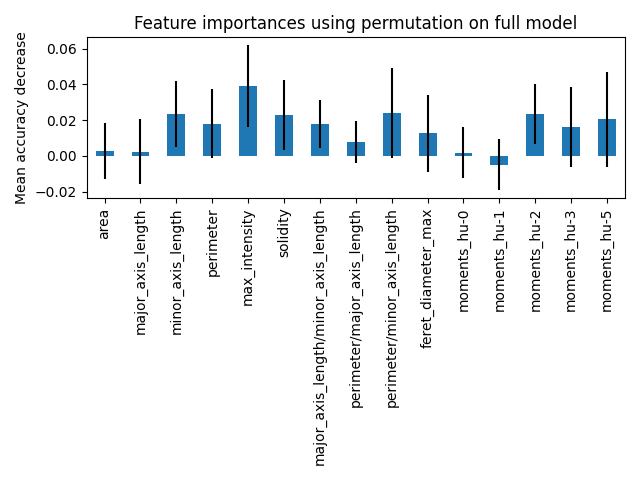 Feature importances using permutation on full model
Mean accuracy decrease
0.06
0.04
0.02
0.00
−0.02
area
major_axis_length
minor_axis_length
perimeter
max_intensity
solidity
major_axis_length/minor_axis_length
perimeter/major_axis_length
perimeter/minor_axis_length
feret_diameter_max
moments_hu-0
moments_hu-1
moments_hu-2
moments_hu-3
moments_hu-5